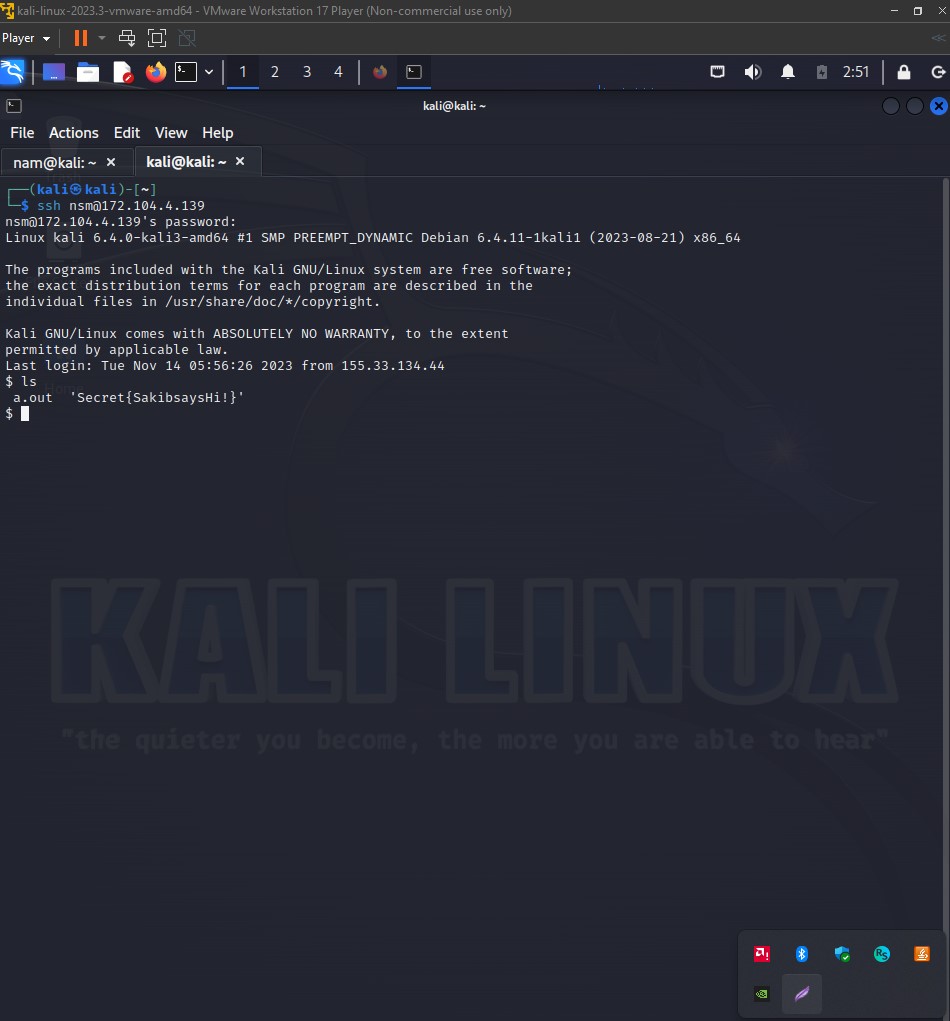 kali-linux-2023.3-vmware-amd64 - VMware Workstation 17 Player (Non-commercial use only)
Player
1 2 3 4 2:51
kali@kali: ~
File Actions Edit View Help
nam@kali: ~ × kali@kali: ~ ×
┌──(kali㉿kali)-[~]
└─$ ssh nsm@172.104.4.139
nsm@172.104.4.139's password:
Linux kali 6.4.0-kali3-amd64 #1 SMP PREEMPT_DYNAMIC Debian 6.4.11-1kali1 (2023-08-21) x86_64
The programs included with the Kali GNU/Linux system are free software;
the exact distribution terms for each program are described in the
individual files in /usr/share/doc/*/copyright.
Kali GNU/Linux comes with ABSOLUTELY NO WARRANTY, to the extent
permitted by applicable law.
Last login: Tue Nov 14 05:56:26 2023 from 155.33.134.44
$ ls
Home
a.out 'Secret{SakibsaysHi!}'
$
KALI LINUX
"the quieter you become, the more you are able to hear"
RS